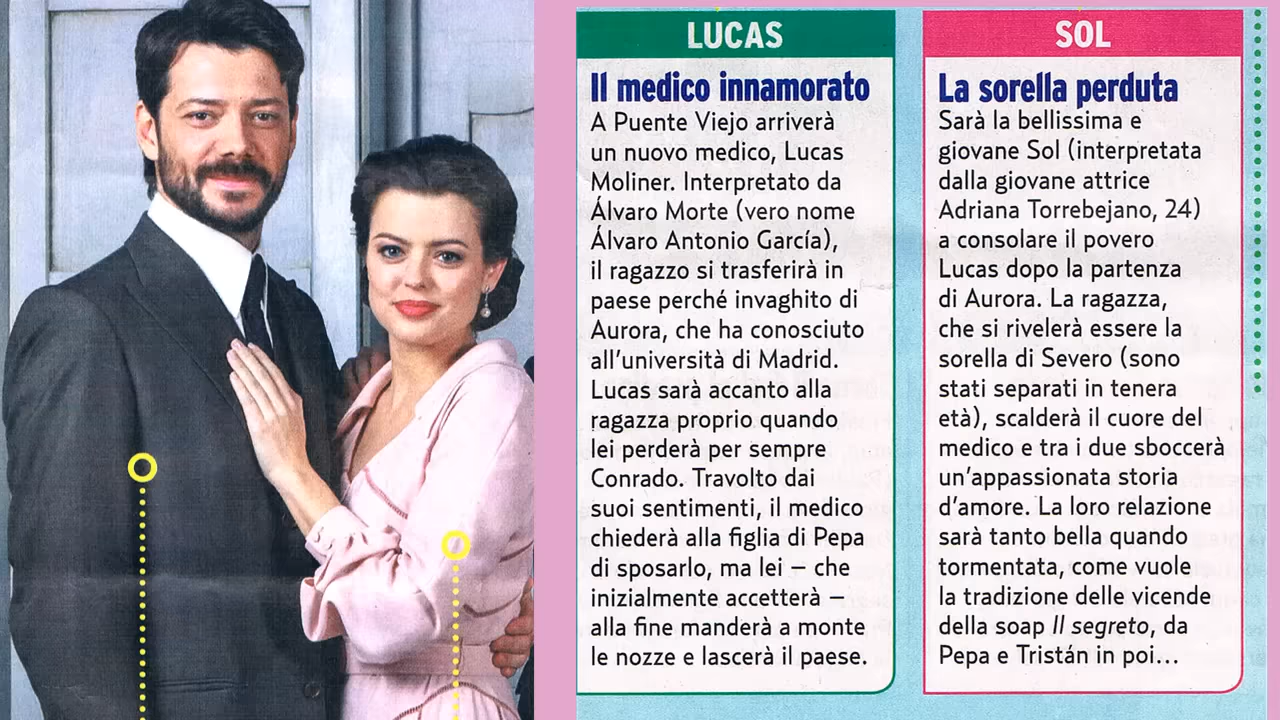 LUCAS
Il medico innamorato
A Puente Viejo arriverà
un nuovo medico, Lucas
Moliner. Interpretato da
Álvaro Morte (vero nome
Álvaro Antonio García),
il ragazzo si trasferirà in
paese perché invaghito di
Aurora, che ha conosciuto
all'università di Madrid.
Lucas sarà accanto alla
ragazza proprio quando
lei perderà per sempre
Conrado. Travolto dai
suoi sentimenti, il medico
chiederà alla figlia di Pepa
di sposarlo, ma lei – che
inizialmente accetterà –
alla fine manderà a monte
le nozze e lascerà il paese.
SOL
La sorella perduta
Sarà la bellissima e
giovane Sol (interpretata
dalla giovane attrice
Adriana Torrebejano, 24)
a consolare il povero
Lucas dopo la partenza
di Aurora. La ragazza,
che si rivelerà essere la
sorella di Severo (sono
stati separati in tenera
età), scalderà il cuore del
medico e tra i due sboccerà
un'appassionata storia
d'amore. La loro relazione
sarà tanto bella quando
tormentata, come vuole
la tradizione delle vicende
della soap Il segreto, da
Pepa e Tristán in poi...